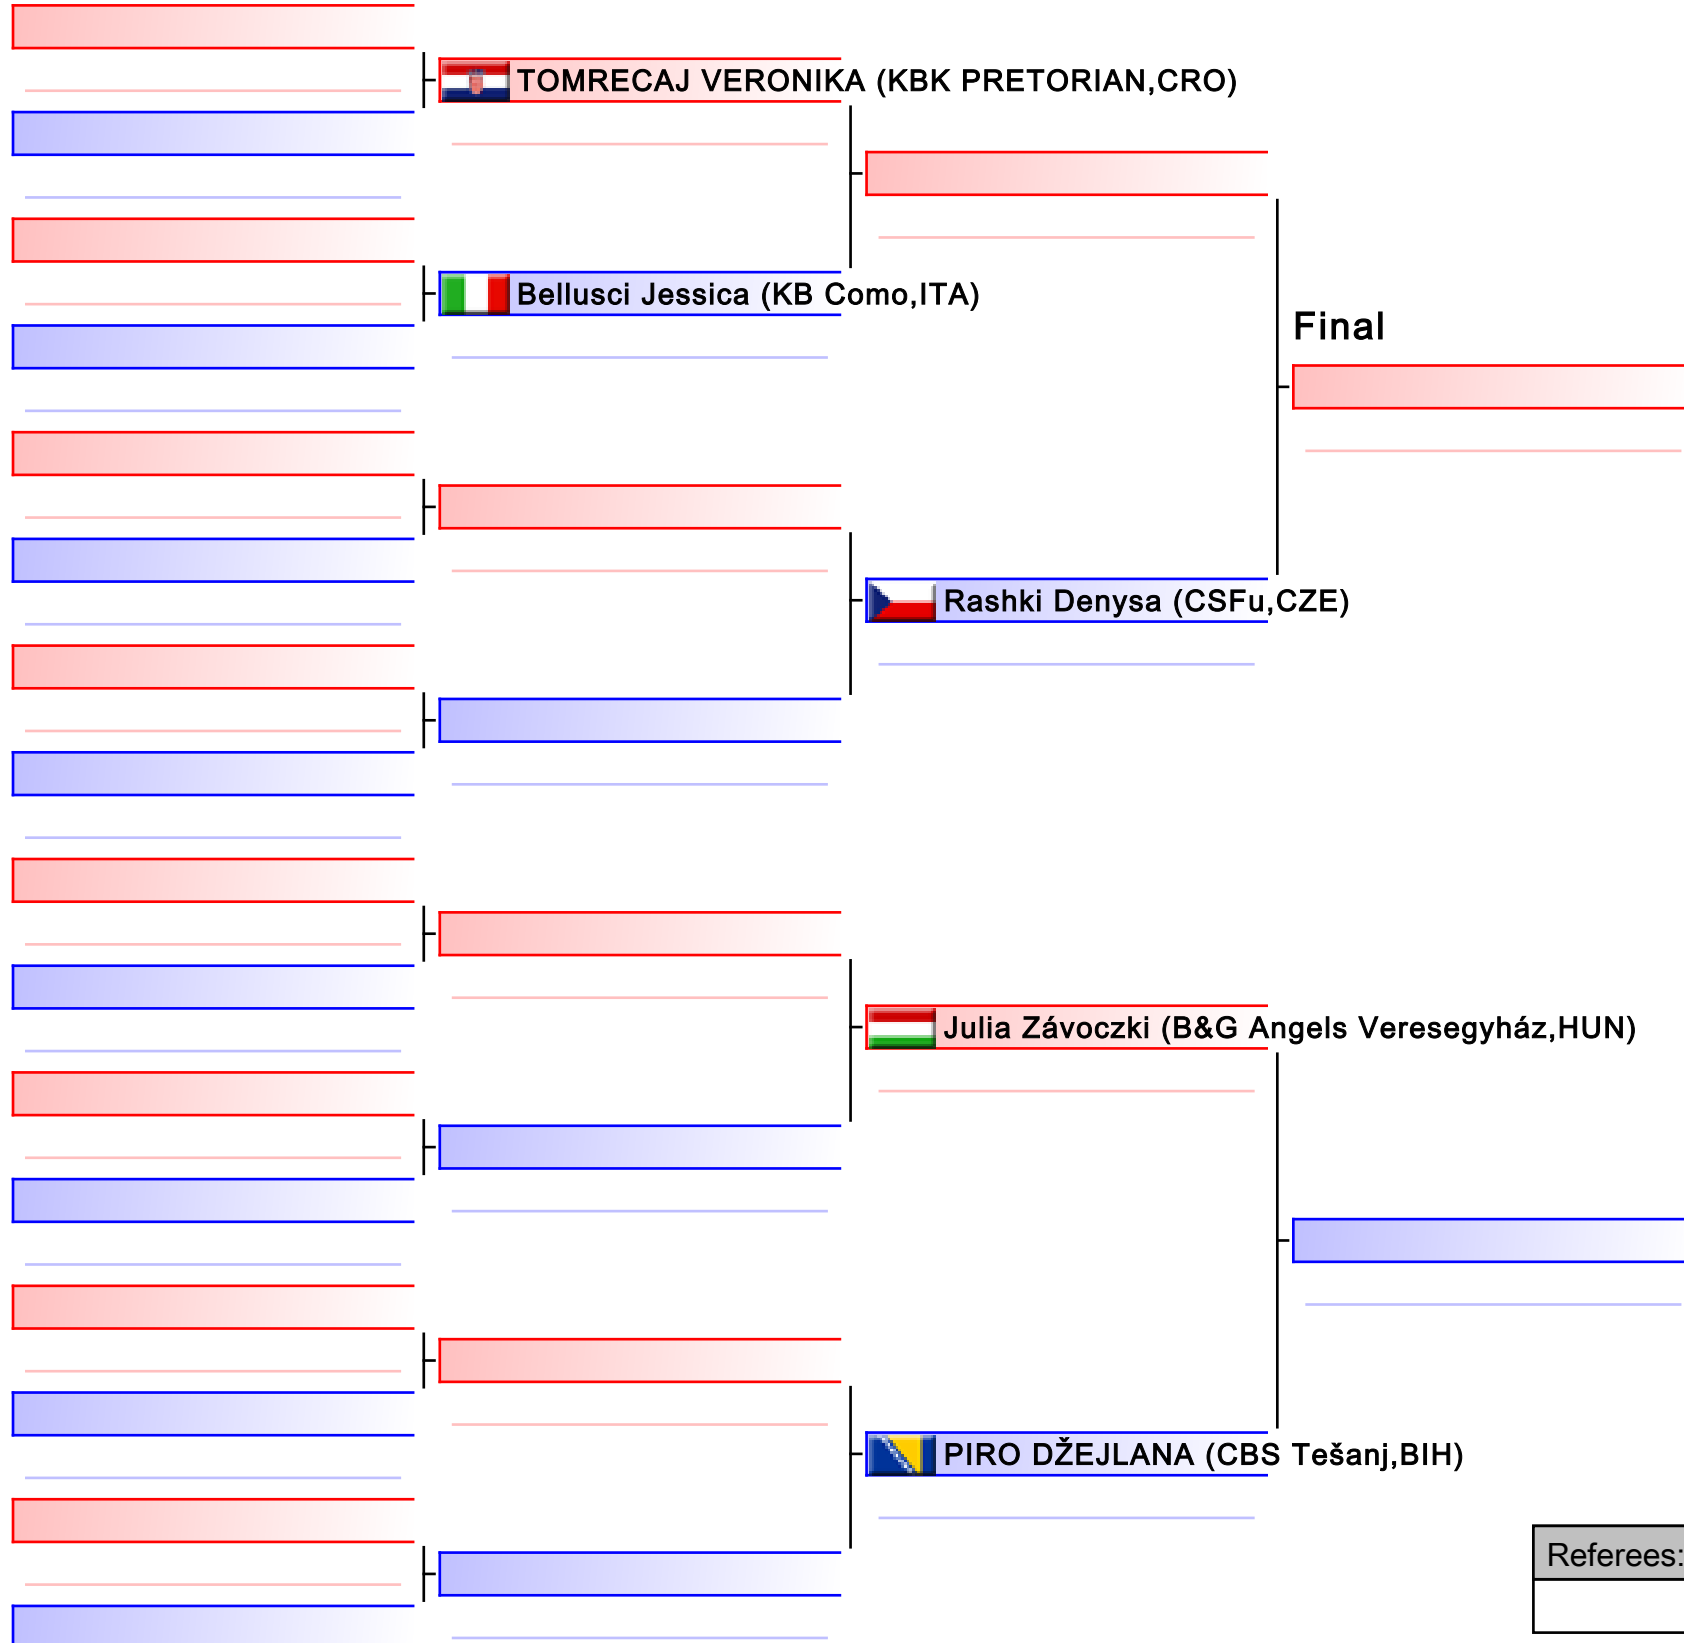 TOMRECAJ VERONIKA (KBK PRETORIAN,CRO)
Bellusci Jessica (KB Como,ITA)
Final
Rashki Denysa (CSFu,CZE)
Julia Závoczki (B&G Angels Veresegyház,HUN)
PIRO DŽEJLANA (CBS Tešanj,BIH)
Referees: